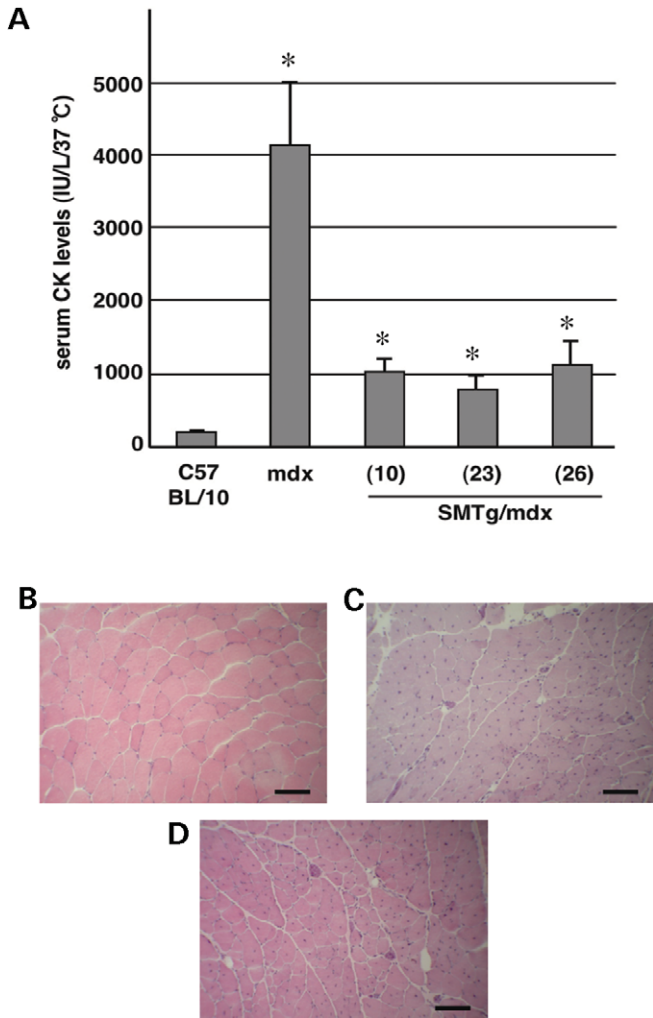 A
serum CK levels (IU/L/37 ℃)
5000
4000
3000
2000
1000
0
*
*
*
*
C57
BL/10
mdx
(10)
(23)
(26)
SMTg/mdx
B
C
D